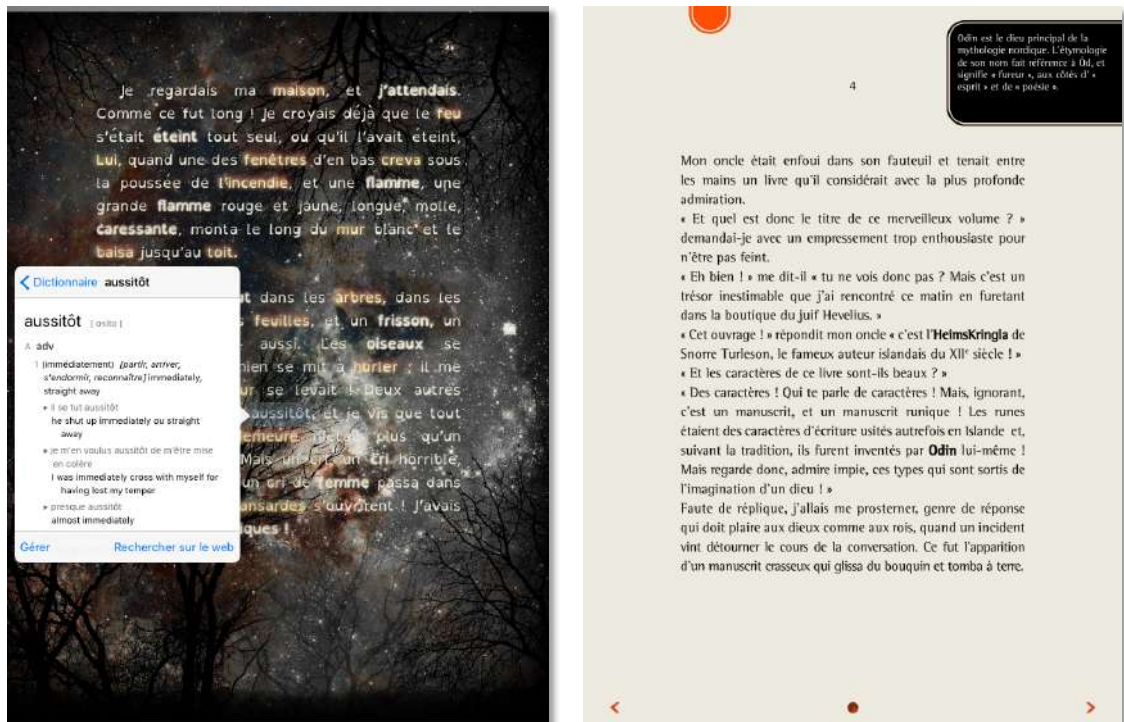 Je regardais ma maison, et j'attendais.
Comme ce fut long ! Je croyais déjà que le feu
s'était éteint tout seul, ou qu'il l'avait éteint,
Lui, quand une des fenêtres d'en bas creva sous
la poussée de l'incendie, et une flamme, une
grande flamme rouge et jaune, longue, molle,
caressante, monta le long du mur blanc et le
baisa jusqu'au toit.
dans les arbres, dans les
feuilles, et un frisson, un
aussi. Les oiseaux se
se mit à hurler ; il me
se levait ! Deux autres
aussitôt, et je vis que tout
plus qu'un
Mais un cri, un cri horrible,
un cri de femme passa dans
s'ouvrirent ! J'avais
Dictionnaire aussitôt
aussitôt
A adv
1 (immédiatement) [partir, arriver,
s'endormir, reconnaître] immediately,
straight away
▸ il se tut aussitôt
he shut up immediately ou straight
away
▸ je m'en voulus aussitôt de m'être mise
en colère
I was immediately cross with myself for
having lost my temper
▸ presque aussitôt
almost immediately
Gérer Rechercher sur le web
Odin est le dieu principal de la
mythologie nordique. L'étymologie
de son nom fait référence à Öd, et
signifie « fureur », aux côtés d' «
esprit » et de « poésie ».
4
Mon oncle était enfoui dans son fauteuil et tenait entre
les mains un livre qu'il considérait avec la plus profonde
admiration.
« Et quel est donc le titre de ce merveilleux volume ? »
demandai-je avec un empressement trop enthousiaste pour
n'être pas feint.
« Eh bien ! » me dit-il « tu ne vois donc pas ? Mais c'est un
trésor inestimable que j'ai rencontré ce matin en furetant
dans la boutique du juif Hevelius. »
« Cet ouvrage ! » répondit mon oncle « c'est l'HeimsKringla de
Snorre Turleson, le fameux auteur islandais du XIIᵉ siècle ! »
« Et les caractères de ce livre sont-ils beaux ? »
« Des caractères ! Qui te parle de caractères ! Mais, ignorant,
c'est un manuscrit, et un manuscrit runique ! Les runes
étaient des caractères d'écriture usités autrefois en Islande et,
suivant la tradition, ils furent inventés par Odin lui-même !
Mais regarde donc, admire impie, ces types qui sont sortis de
l'imagination d'un dieu ! »
Faute de réplique, j'allais me prosterner, genre de réponse
qui doit plaire aux dieux comme aux rois, quand un incident
vint détourner le cours de la conversation. Ce fut l'apparition
d'un manuscrit crasseux qui glissa du bouquin et tomba à terre.